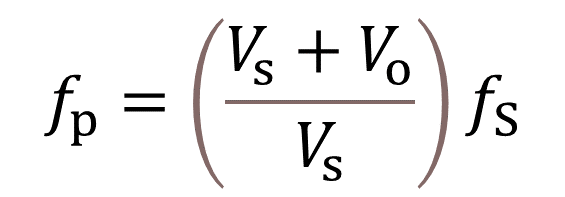 f_p = ( (V_s + V_o) / V_s ) f_S